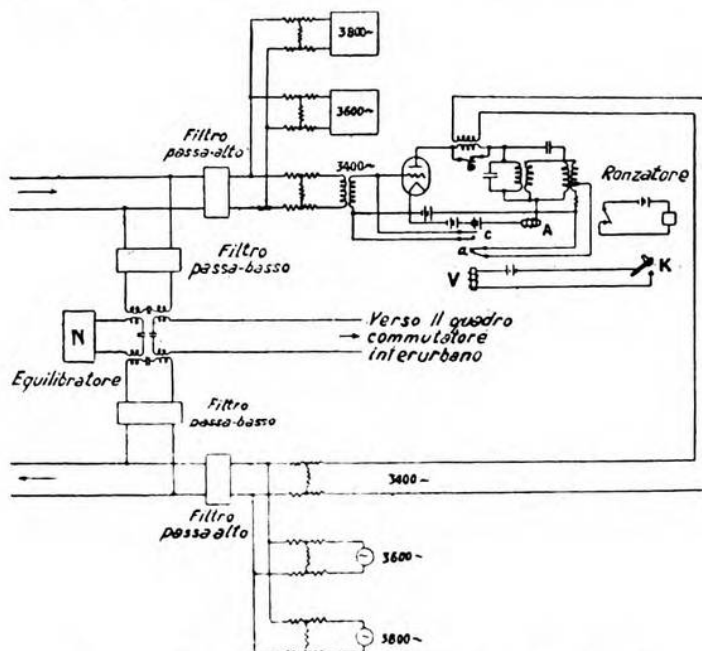 3800~
3600~
Filtro
passa-alto
3400~
Ronzatore
B
c
A
a
Filtro
passa-basso
V
K
N
Verso Il quadro
commutatore
interurbano
Equilibratore
Filtro
passa-basso
3400~
Filtro
passa alto
3600~
3800~